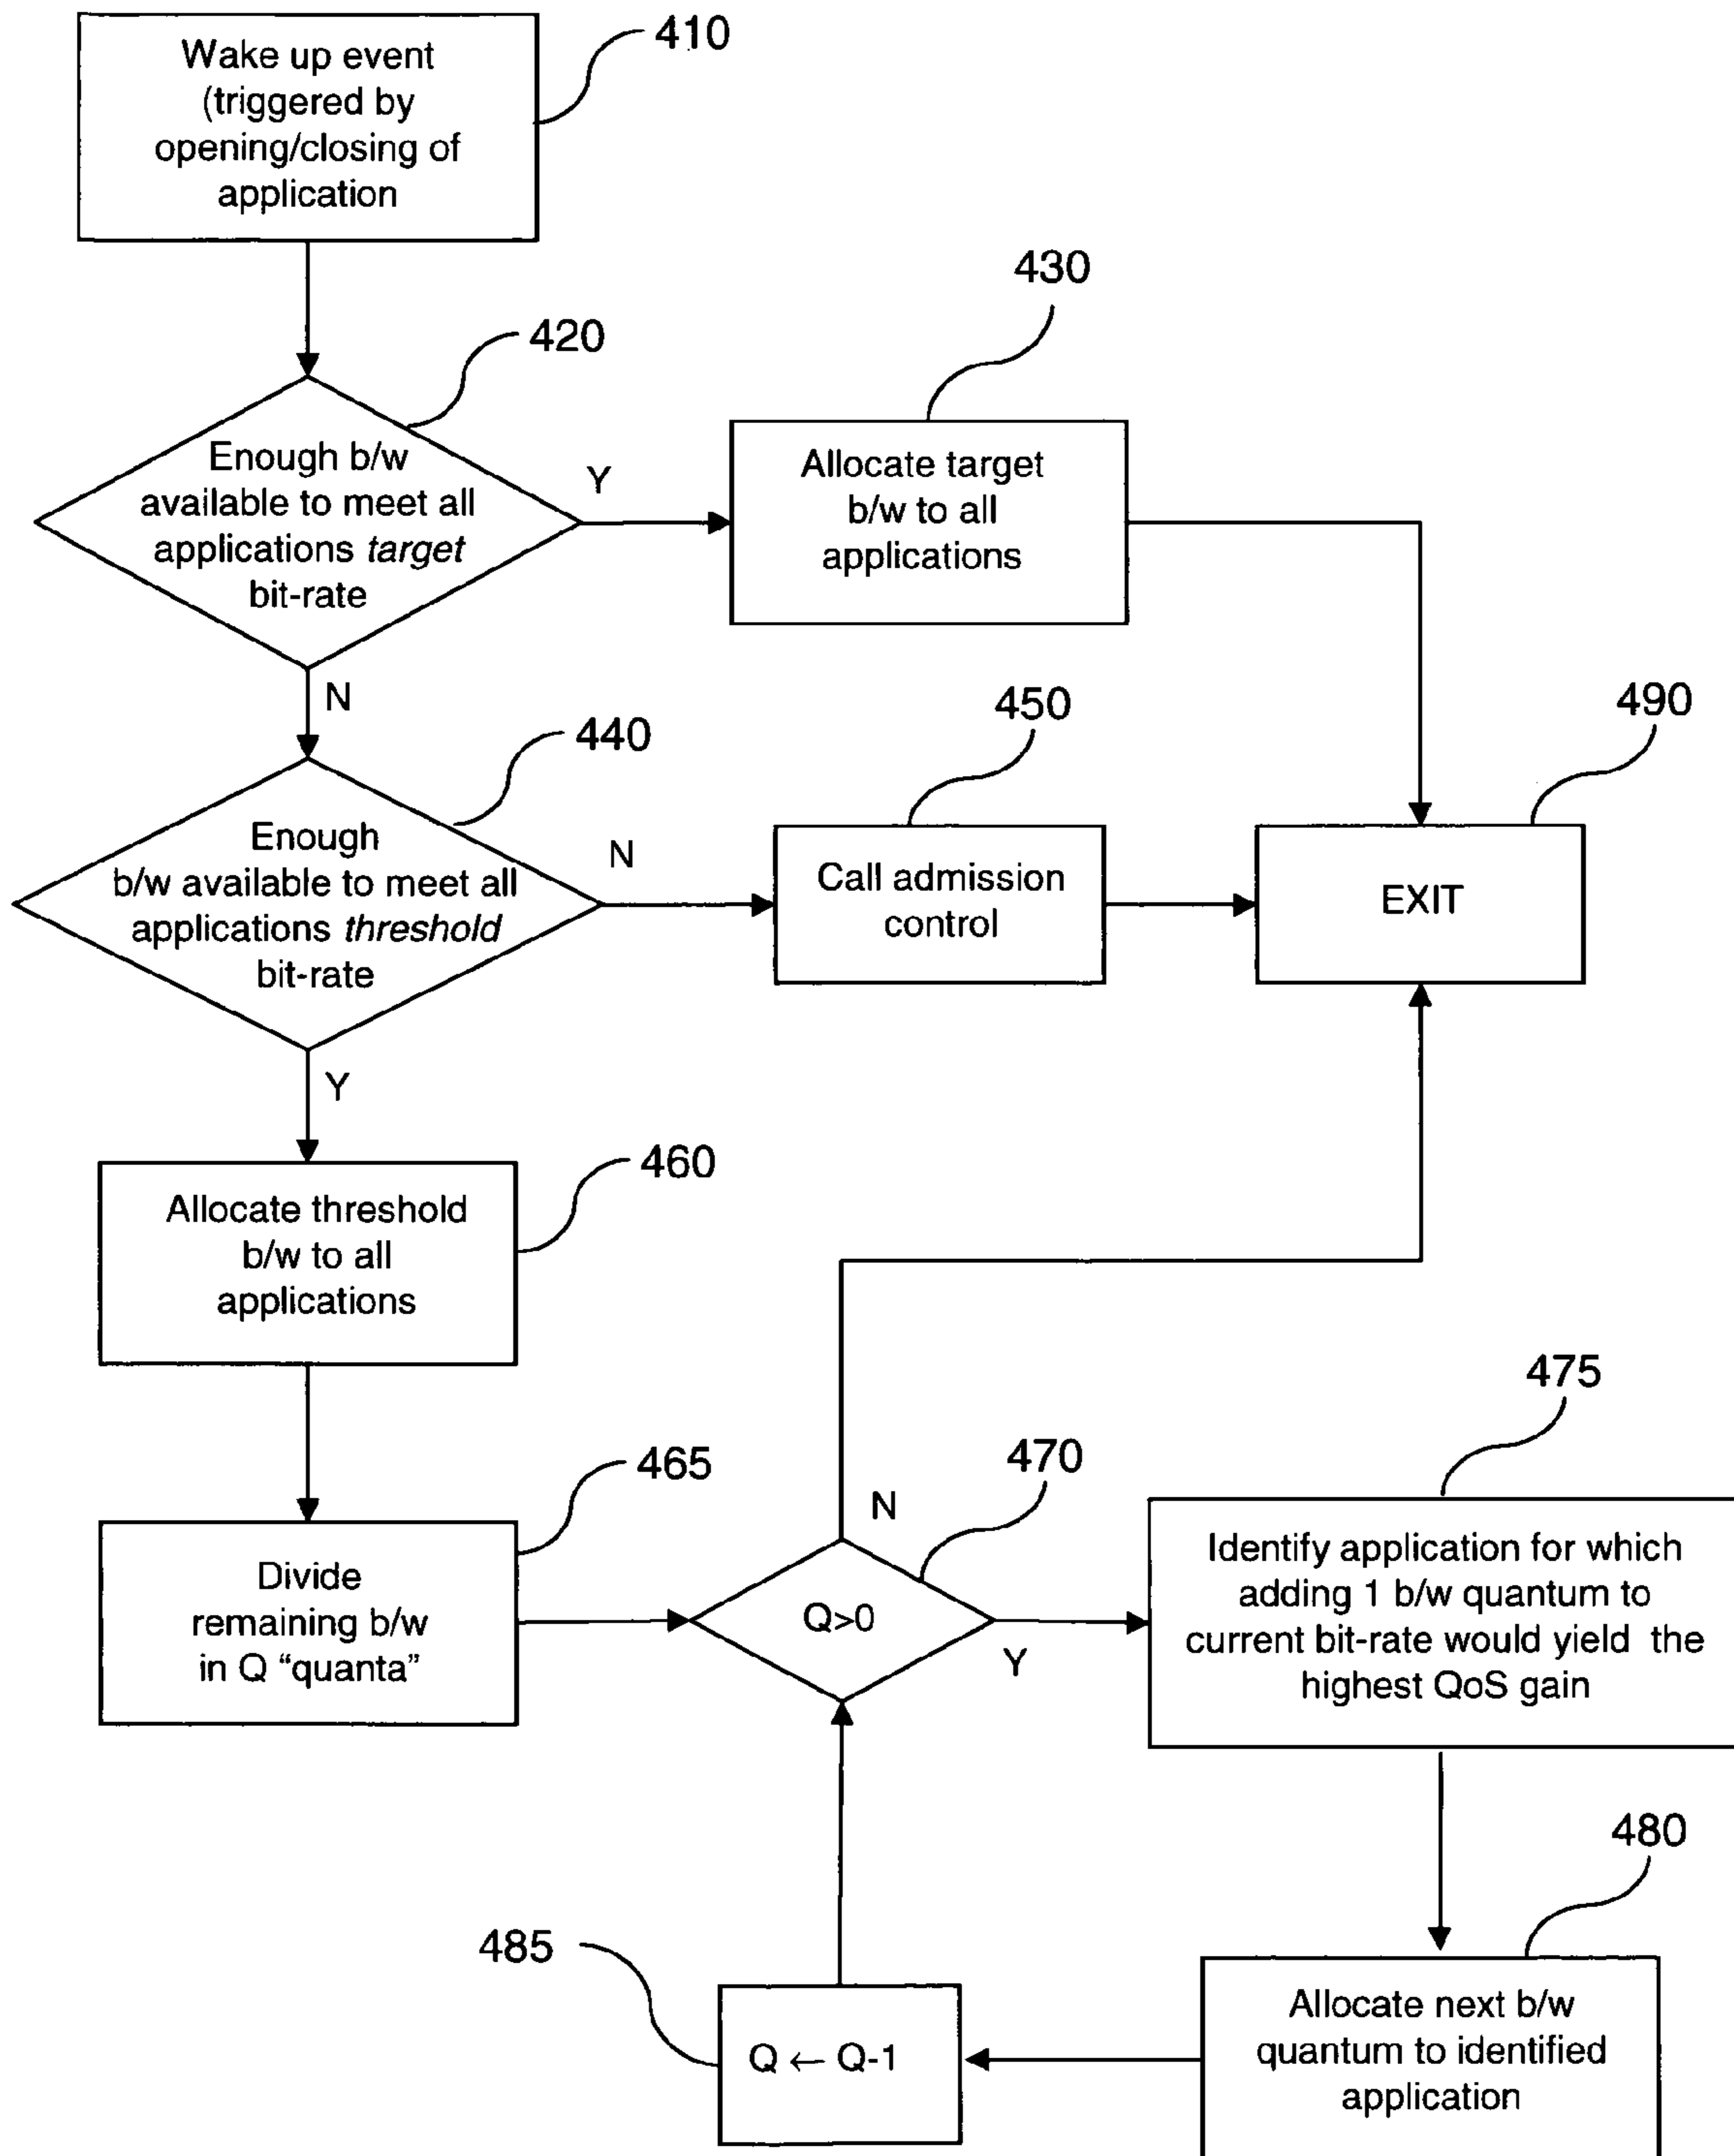 Wake up event
(triggered by
opening/closing of
application
410
420
Enough b/w
available to meet all
applications target
bit-rate
Y
N
430
Allocate target
b/w to all
applications
440
Enough
b/w available to meet all
applications threshold
bit-rate
N
Y
450
Call admission
control
490
EXIT
460
Allocate threshold
b/w to all
applications
465
Divide
remaining b/w
in Q “quanta”
470
N
Q>0
Y
475
Identify application for which
adding 1 b/w quantum to
current bit-rate would yield the
highest QoS gain
480
Allocate next b/w
quantum to identified
application
485
Q ← Q-1